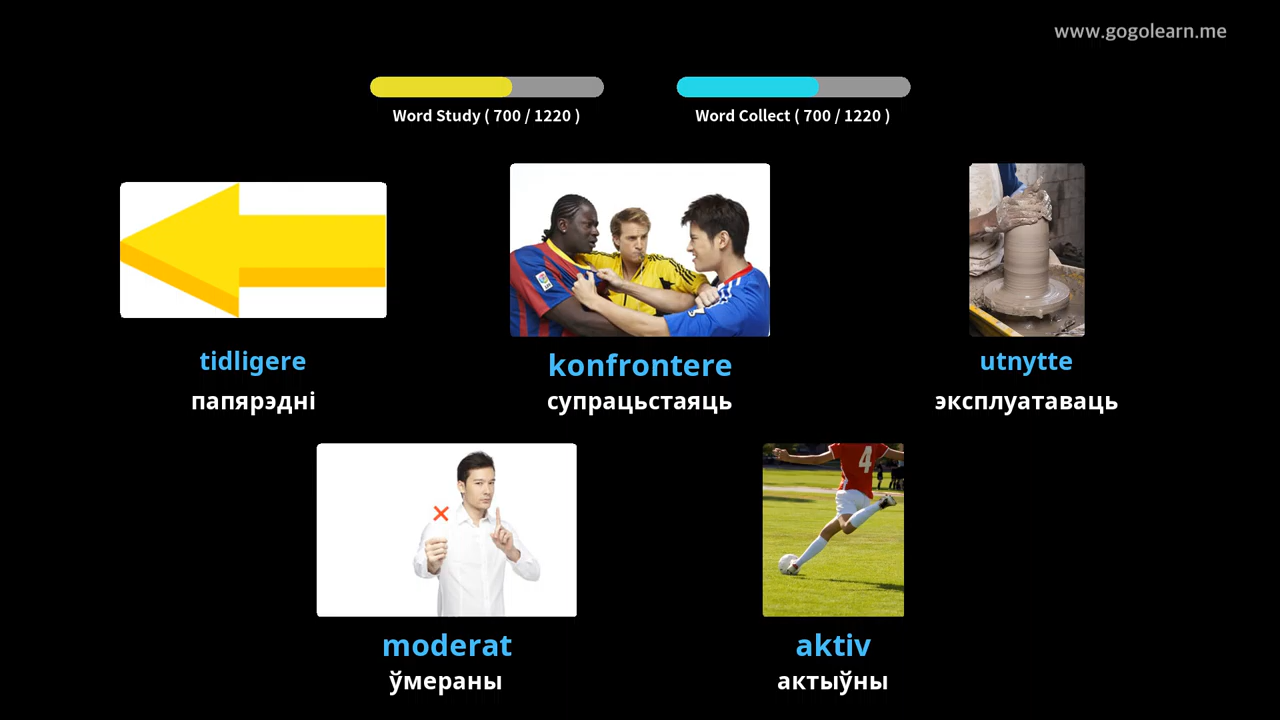 www.gogolearn.me
Word Study ( 700 / 1220 )
Word Collect ( 700 / 1220 )
tidligere
папярэдні
konfrontere
супрацьстаяць
utnytte
эксплуатаваць
4
moderat
ўмераны
aktiv
актыўны